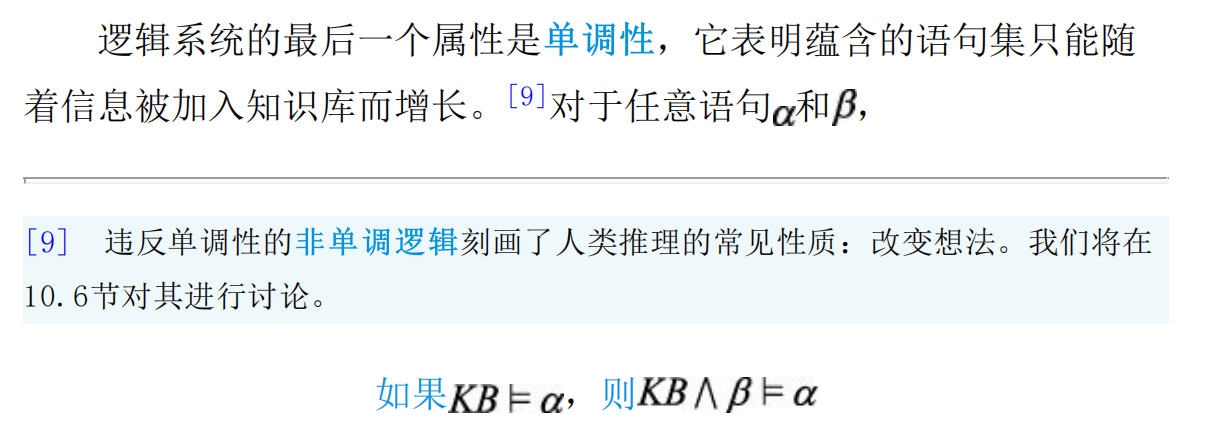 逻辑系统的最后一个属性是单调性，它表明蕴含的语句集只能随
着信息被加入知识库而增长。[9]对于任意语句α和β，
[9] 违反单调性的非单调逻辑刻画了人类推理的常见性质：改变想法。我们将在
10.6节对其进行讨论。
如果KB ⊨ α，则KB ∧ β ⊨ α